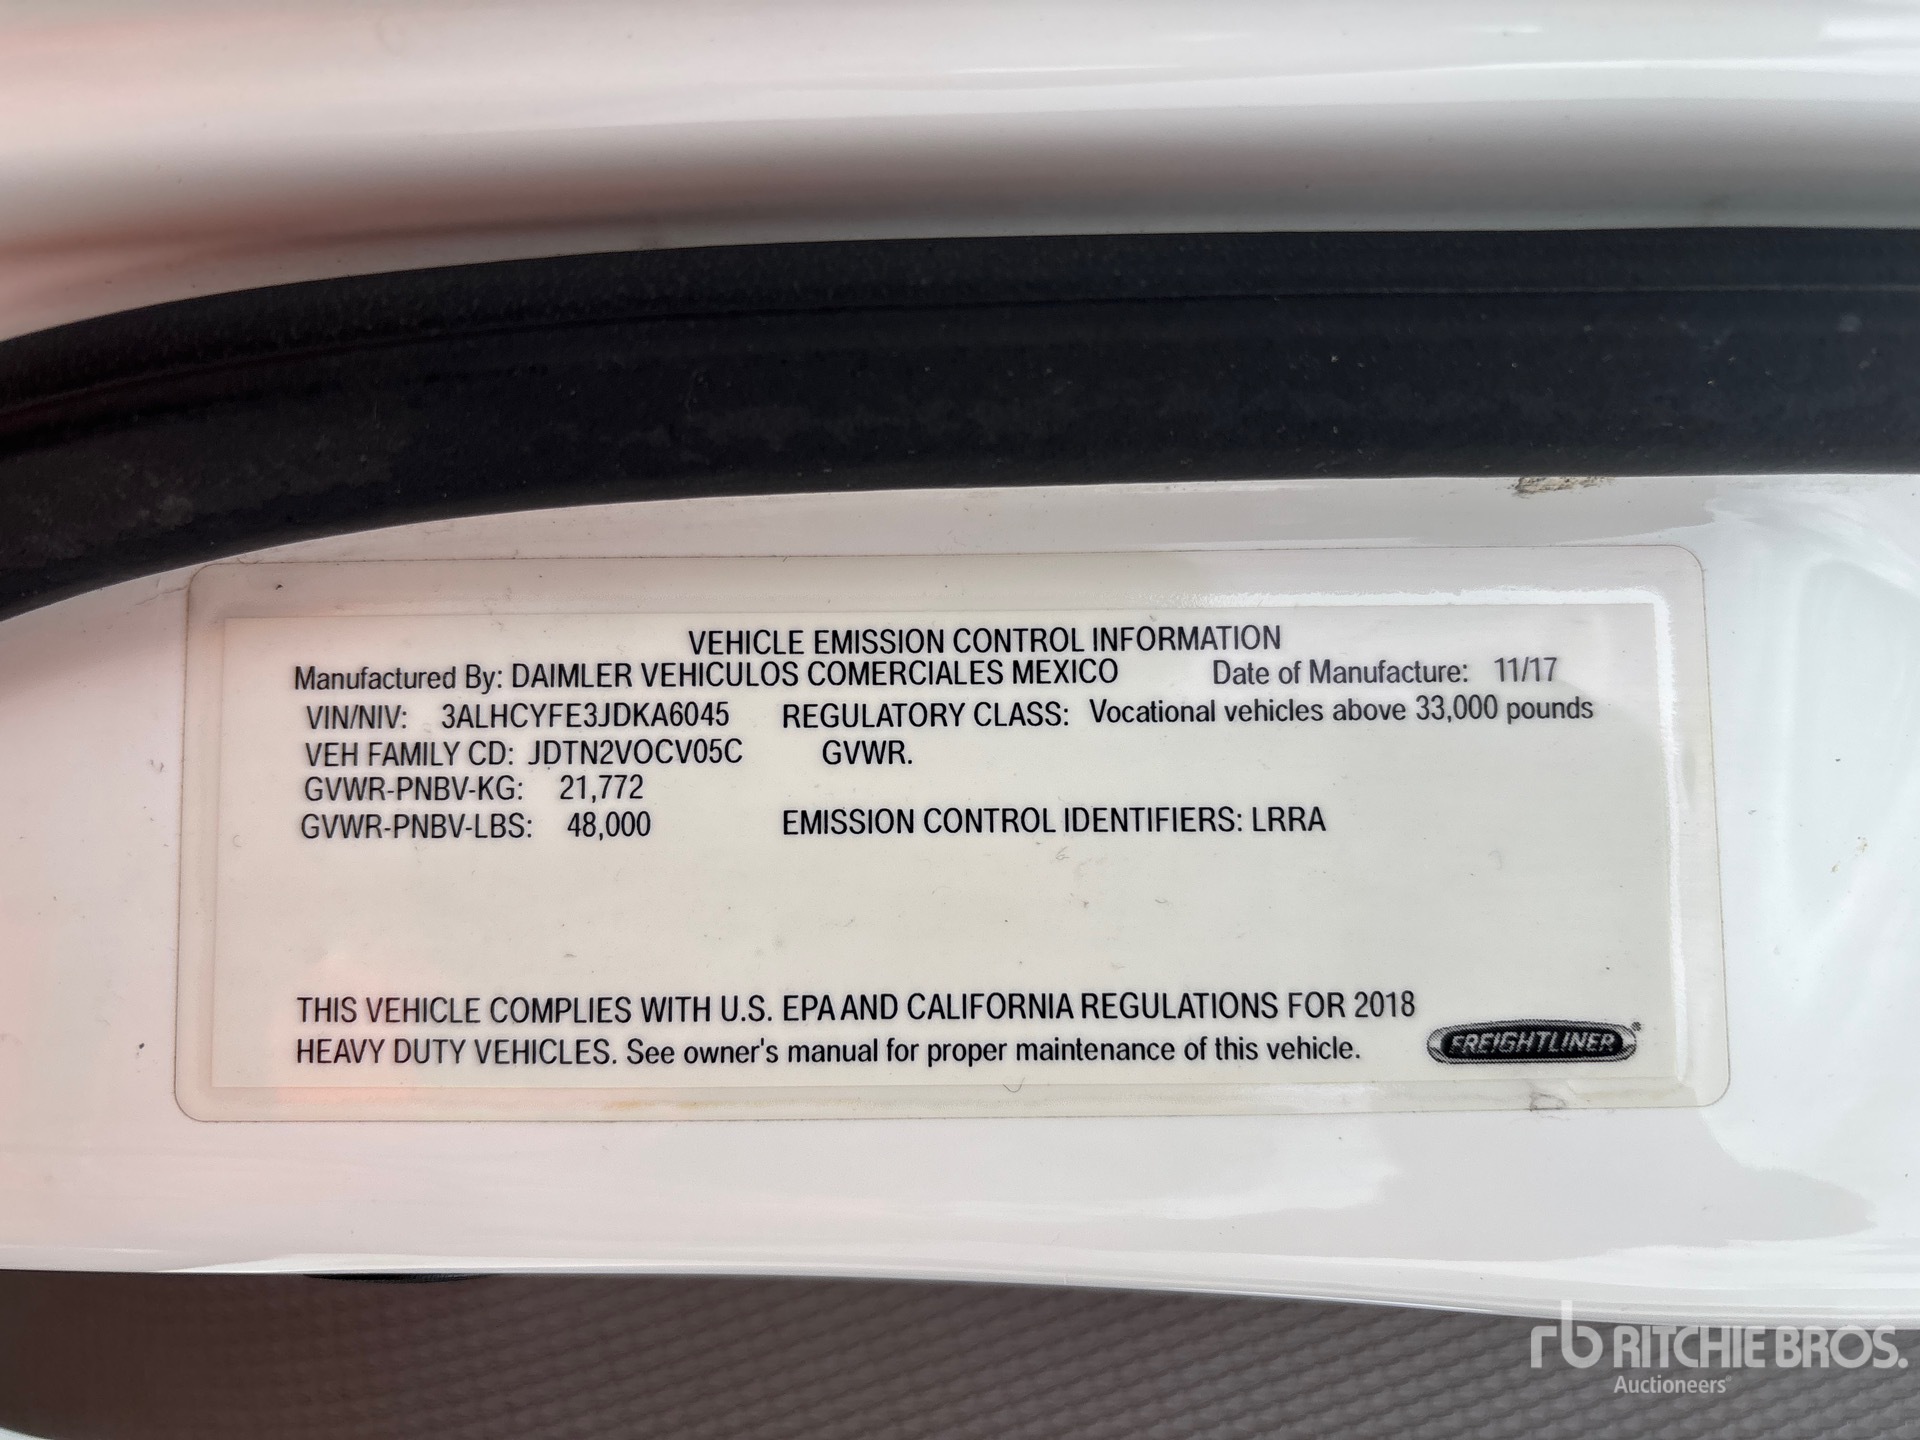 VEHICLE EMISSION CONTROL INFORMATION
Manufactured By: DAIMLER VEHICULOS COMERCIALES MEXICO Date of Manufacture: 11/17
VIN/NIV: 3ALHCYFE3JDKA6045 REGULATORY CLASS: Vocational vehicles above 33,000 pounds
VEH FAMILY CD: JDTN2VOCV05C GVWR.
GVWR-PNBV-KG: 21,772
GVWR-PNBV-LBS: 48,000 EMISSION CONTROL IDENTIFIERS: LRRA
THIS VEHICLE COMPLIES WITH U.S. EPA AND CALIFORNIA REGULATIONS FOR 2018
HEAVY DUTY VEHICLES. See owner's manual for proper maintenance of this vehicle.
FREIGHTLINER®
rb RITCHIE BROS.
Auctioneers